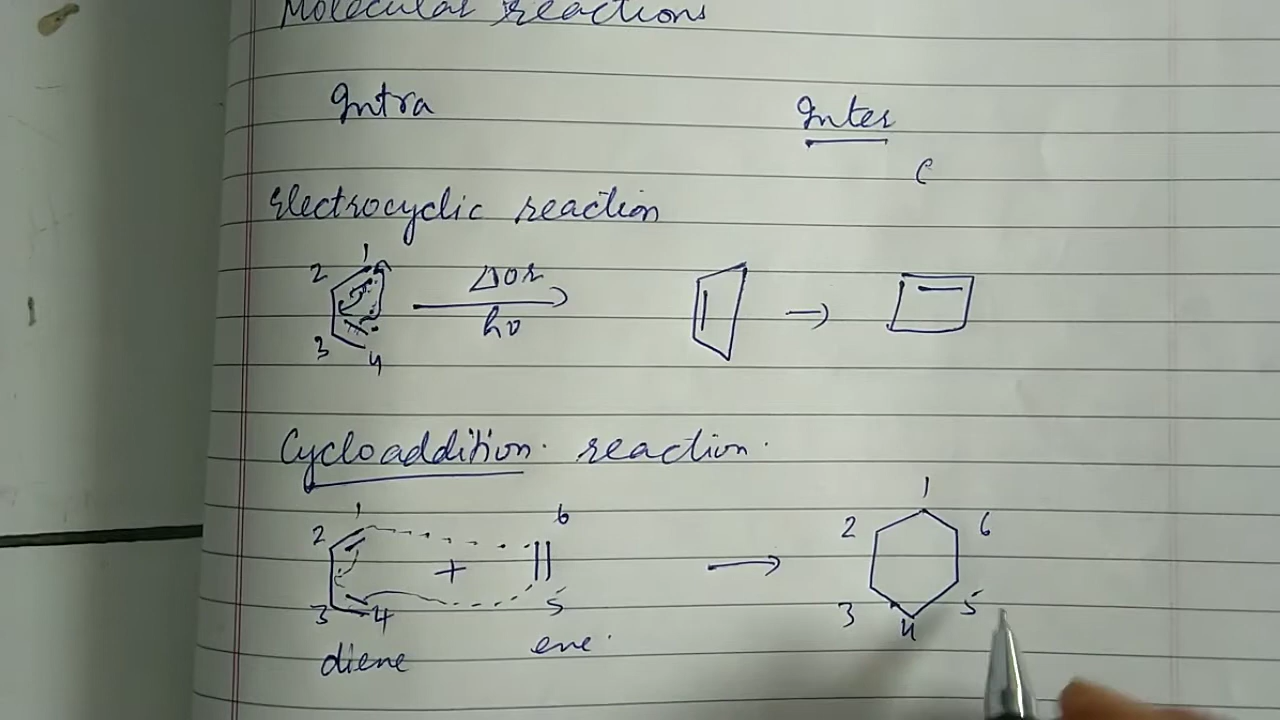 Molecular reactions
Intra
Inter
C
Electrocyclic reaction
1
2
3
4
Δ or
hν
→
Cycloaddition reaction.
1
2
3
4
+
6
5
→
1
2
3
4
5
6
diene
ene